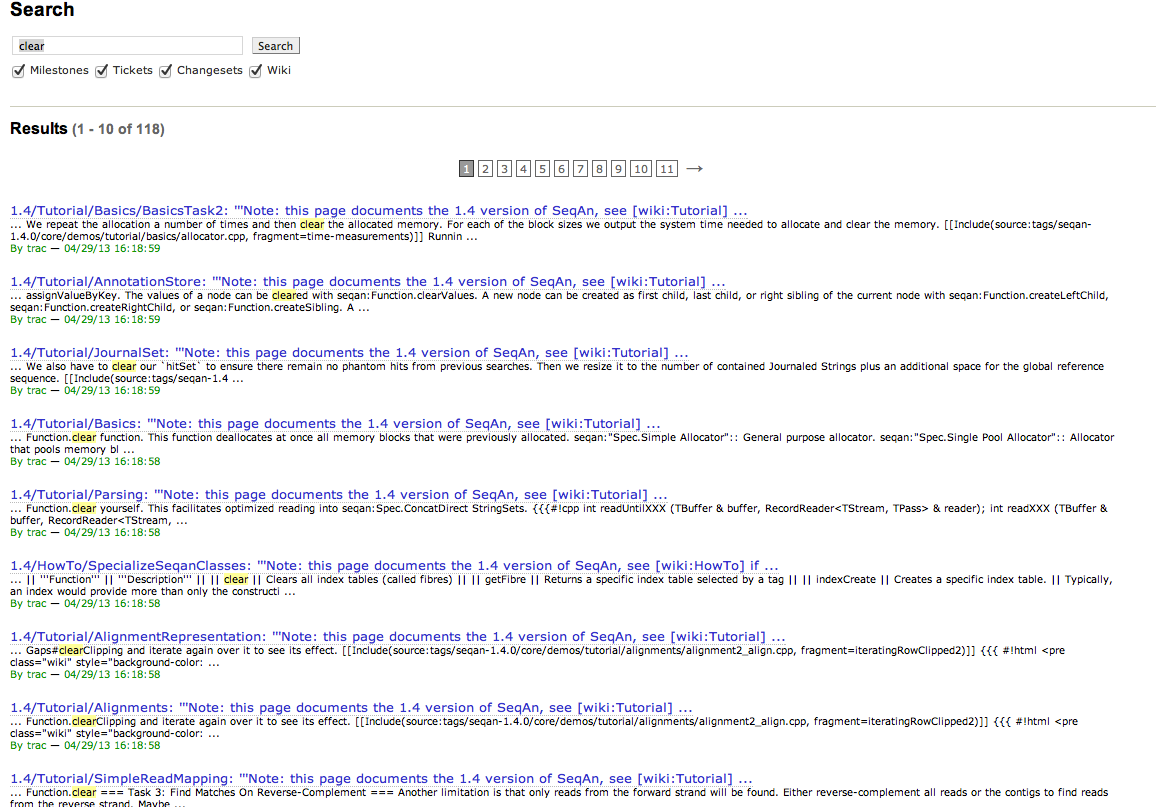 Search
clear Search
Milestones Tickets Changesets Wiki
Results (1 - 10 of 118)
1 2 3 4 5 6 7 8 9 10 11 →
1.4/Tutorial/Basics/BasicsTask2: '''Note: this page documents the 1.4 version of SeqAn, see [wiki:Tutorial] ...
... We repeat the allocation a number of times and then clear the allocated memory. For each of the block sizes we output the system time needed to allocate and clear the memory. [[Include(source:tags/seqan-
1.4.0/core/demos/tutorial/basics/allocator.cpp, fragment=time-measurements)]] Runnin ...
By trac — 04/29/13 16:18:59
1.4/Tutorial/AnnotationStore: '''Note: this page documents the 1.4 version of SeqAn, see [wiki:Tutorial] ...
... assignValueByKey. The values of a node can be cleared with seqan:Function.clearValues. A new node can be created as first child, last child, or right sibling of the current node with seqan:Function.createLeftChild,
seqan:Function.createRightChild, or seqan:Function.createSibling. A ...
By trac — 04/29/13 16:18:59
1.4/Tutorial/JournalSet: '''Note: this page documents the 1.4 version of SeqAn, see [wiki:Tutorial] ...
... We also have to clear our `hitSet` to ensure there remain no phantom hits from previous searches. Then we resize it to the number of contained Journaled Strings plus an additional space for the global reference
sequence. [[Include(source:tags/seqan-1.4 ...
By trac — 04/29/13 16:18:59
1.4/Tutorial/Basics: '''Note: this page documents the 1.4 version of SeqAn, see [wiki:Tutorial] ...
... Function.clear function. This function deallocates at once all memory blocks that were previously allocated. seqan:"Spec.Simple Allocator":: General purpose allocator. seqan:"Spec.Single Pool Allocator":: Allocator
that pools memory bl ...
By trac — 04/29/13 16:18:58
1.4/Tutorial/Parsing: '''Note: this page documents the 1.4 version of SeqAn, see [wiki:Tutorial] ...
... Function.clear yourself. This facilitates optimized reading into seqan:Spec.ConcatDirect StringSets. {{{#!cpp int readUntilXXX (TBuffer & buffer, RecordReader<TStream, TPass> & reader); int readXXX (TBuffer &
buffer, RecordReader<TStream, ...
By trac — 04/29/13 16:18:58
1.4/HowTo/SpecializeSeqanClasses: '''Note: this page documents the 1.4 version of SeqAn, see [wiki:HowTo] if ...
... || '''Function''' || '''Description''' || || clear || Clears all index tables (called fibres) || || getFibre || Returns a specific index table selected by a tag || || indexCreate || Creates a specific index table. || Typically,
an index would provide more than only the constructi ...
By trac — 04/29/13 16:18:58
1.4/Tutorial/AlignmentRepresentation: '''Note: this page documents the 1.4 version of SeqAn, see [wiki:Tutorial] ...
... Gaps#clearClipping and iterate again over it to see its effect. [[Include(source:tags/seqan-1.4.0/core/demos/tutorial/alignments/alignment2_align.cpp, fragment=iteratingRowClipped2)]] {{{ #!html <pre
class="wiki" style="background-color: ...
By trac — 04/29/13 16:18:58
1.4/Tutorial/Alignments: '''Note: this page documents the 1.4 version of SeqAn, see [wiki:Tutorial] ...
... Function.clearClipping and iterate again over it to see its effect. [[Include(source:tags/seqan-1.4.0/core/demos/tutorial/alignments/alignment2_align.cpp, fragment=iteratingRowClipped2)]] {{{ #!html <pre
class="wiki" style="background-color: ...
By trac — 04/29/13 16:18:58
1.4/Tutorial/SimpleReadMapping: '''Note: this page documents the 1.4 version of SeqAn, see [wiki:Tutorial] ...
... Function.clear === Task 3: Find Matches On Reverse-Complement === Another limitation is that only reads from the forward strand will be found. Either reverse-complement all reads or the contigs to find reads
from the reverse strand. Maybe ...